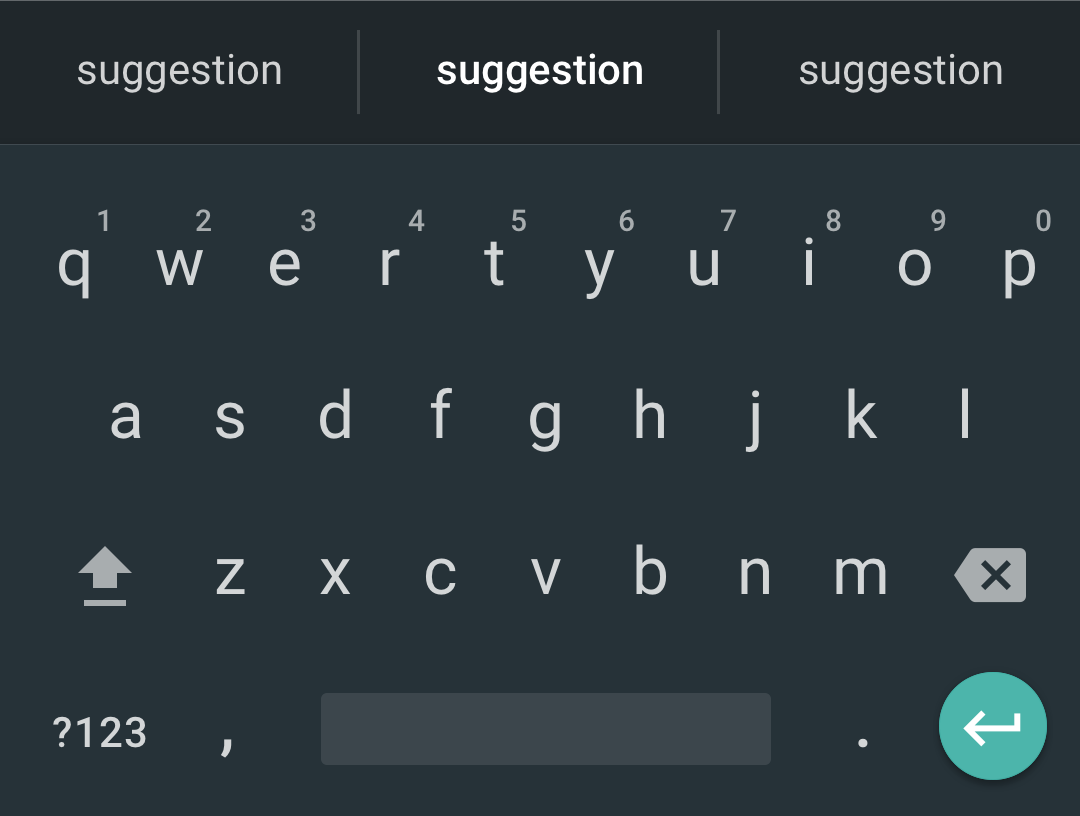 suggestion suggestion suggestion
1 2 3 4 5 6 7 8 9 0
q w e r t y u i o p
a s d f g h j k l
z x c v b n m
?123 , .